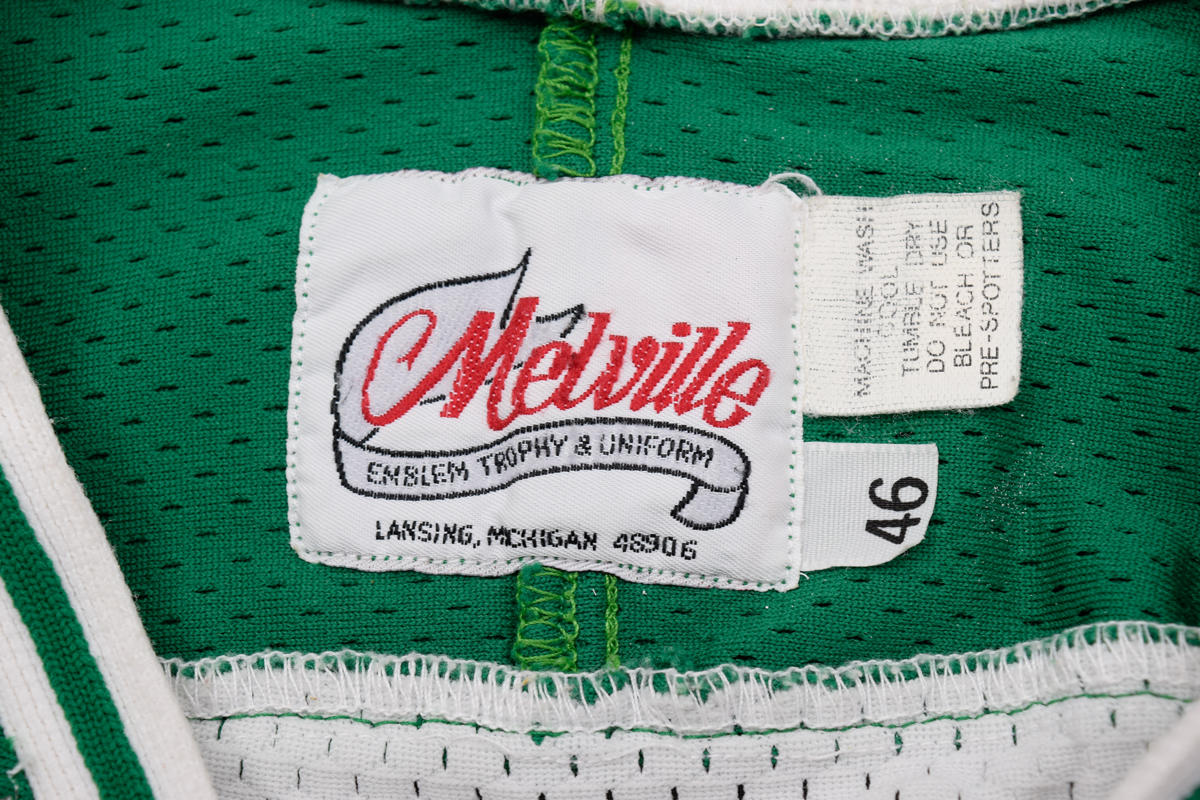 Melville
EMBLEM TROPHY & UNIFORM
LANSING, MICHIGAN 48906
MACHINE WASH
COOL
TUMBLE DRY
DO NOT USE
BLEACH OR
PRE-SPOTTERS
46